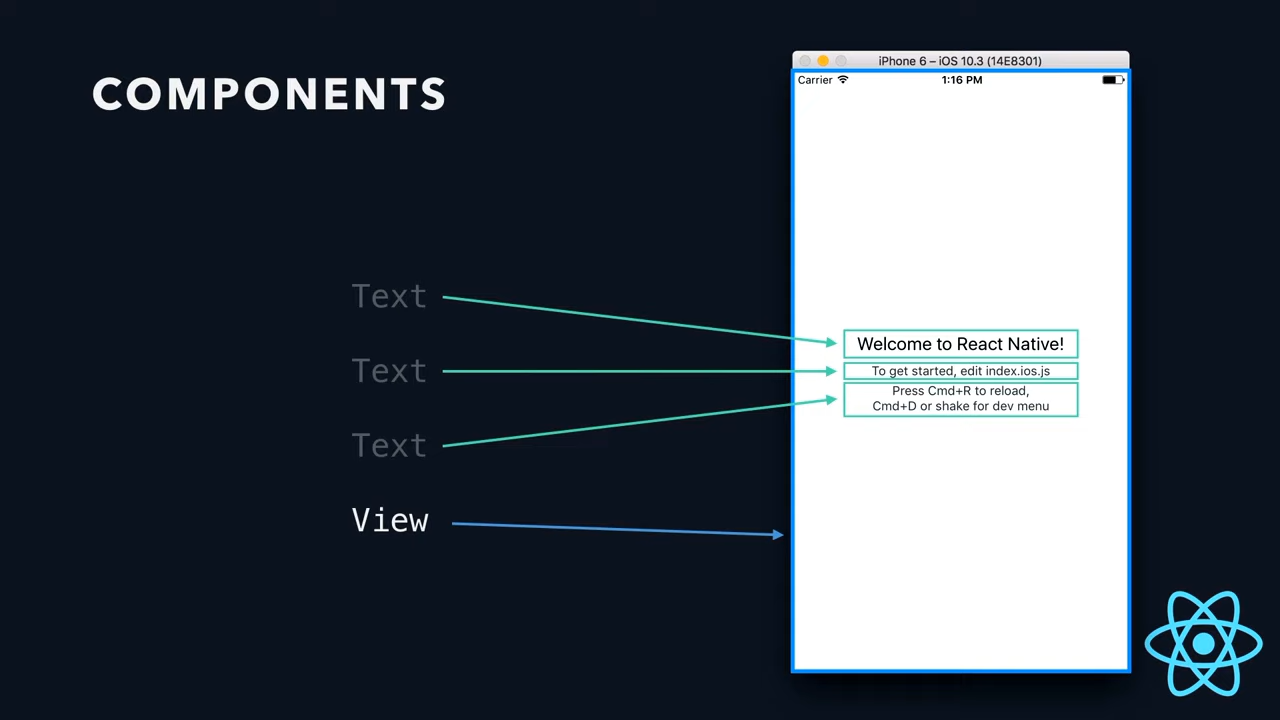 COMPONENTS
iPhone 6 – iOS 10.3 (14E8301)
Carrier
1:16 PM
Text
Text
Text
View
Welcome to React Native!
To get started, edit index.ios.js
Press Cmd+R to reload,
Cmd+D or shake for dev menu